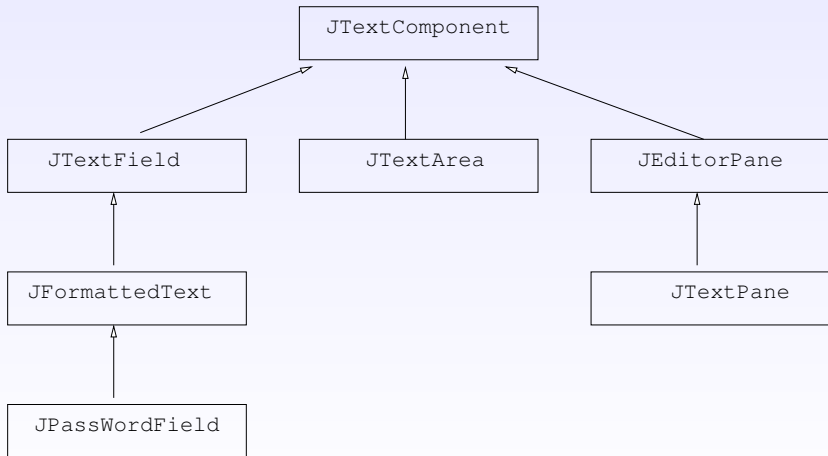 JTextComponent
JTextField
JTextArea
JEditorPane
JFormattedText
JTextPane
JPassWordField